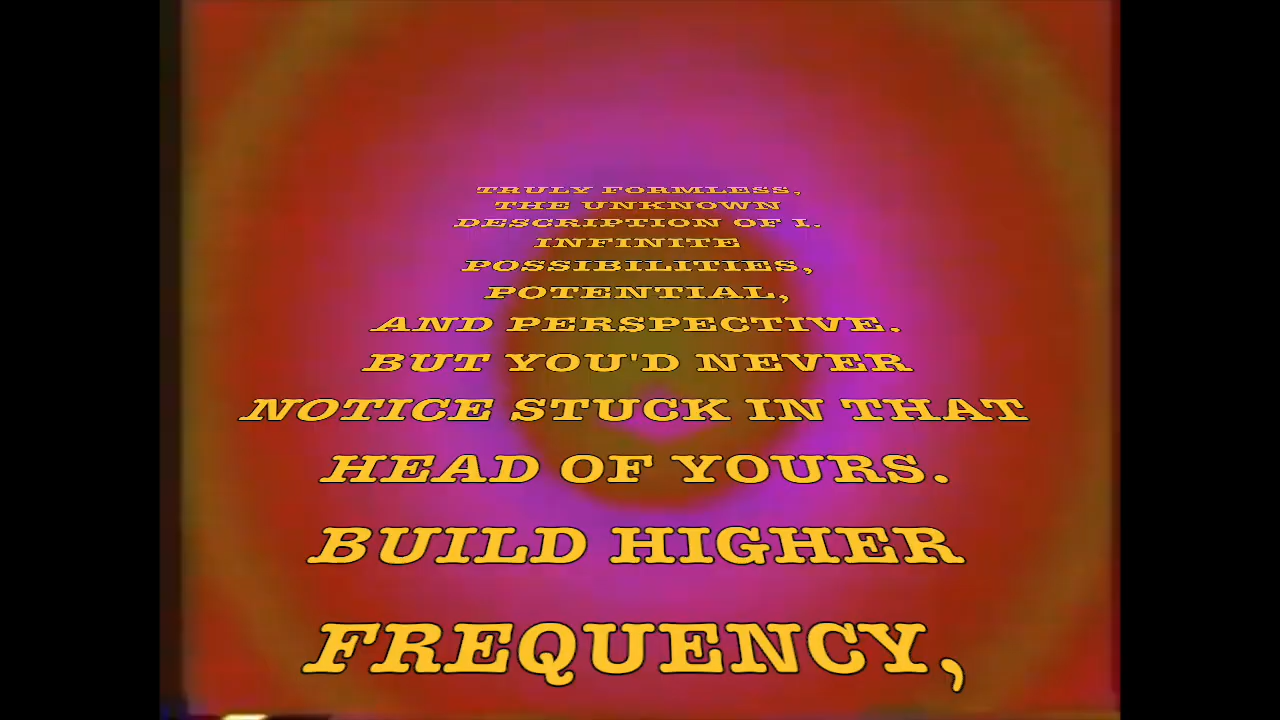 TRULY FORMLESS,
THE UNKNOWN
DESCRIPTION OF I.
INFINITE
POSSIBILITIES,
POTENTIAL,
AND PERSPECTIVE.
BUT YOU'D NEVER
NOTICE STUCK IN THAT
HEAD OF YOURS.
BUILD HIGHER
FREQUENCY,